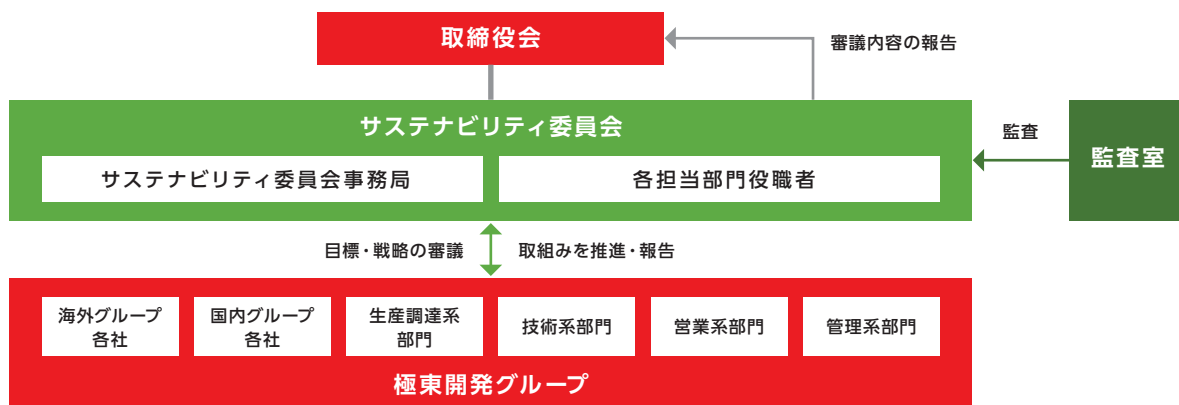 取締役会
審議内容の報告
サステナビリティ委員会
サステナビリティ委員会事務局
各担当部門役職者
監査
監査室
目標・戦略の審議
取組みを推進・報告
海外グループ
各社
国内グループ
各社
生産調達系
部門
技術系部門
営業系部門
管理系部門
極東開発グループ